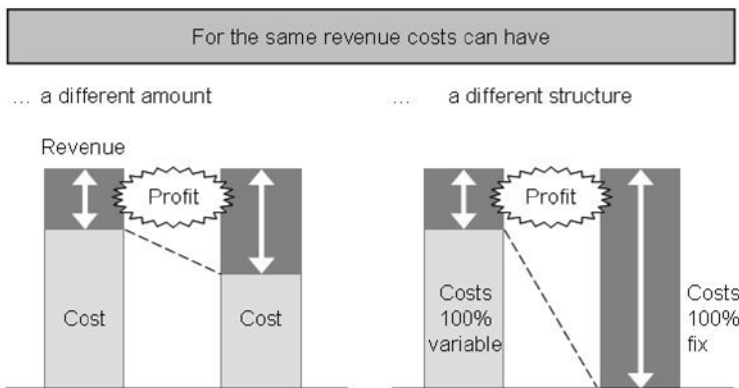 For the same revenue costs can have
... a different amount
... a different structure
Revenue
Profit
Cost
Cost
Profit
Costs
100%
variable
Costs
100%
fix